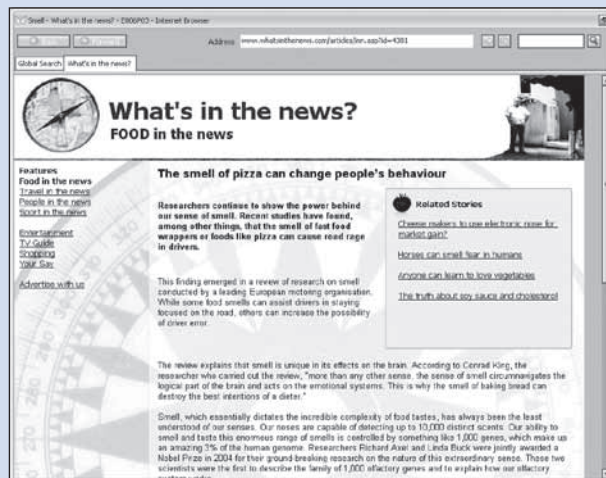 Smell - What's in the news? - D806P03 - Internet Browser
Address www.whatsinthenews.com/articles/inn.asp?id=4301
Global Search What's in the news?
What's in the news?
FOOD in the news
Features
Food in the news
Travel in the news
People in the news
Sport in the news
Entertainment
TV Guide
Shopping
Your Say
Advertise with us
The smell of pizza can change people's behaviour
Researchers continue to show the power behind
our sense of smell. Recent studies have found,
among other things, that the smell of fast food
wrappers or foods like pizza can cause road rage
in drivers.
This finding emerged in a review of research on smell
conducted by a leading European motoring organisation.
While some food smells can assist drivers in staying
focused on the road, others can increase the possibility
of driver error.
Related Stories
Cheese makers to use electronic nose for
market gain?
Horses can smell fear in humans
Anyone can learn to love vegetables
The truth about soy sauce and cholesterol
The review explains that smell is unique in its effects on the brain. According to Conrad King, the
researcher who carried out the review, "more than any other sense, the sense of smell circumnavigates the
logical part of the brain and acts on the emotional systems. This is why the smell of baking bread can
destroy the best intentions of a dieter."
Smell, which essentially dictates the incredible complexity of food tastes, has always been the least
understood of our senses. Our noses are capable of detecting up to 10,000 distinct scents. Our ability to
smell and taste this enormous range of smells is controlled by something like 1,000 genes, which make up
an amazing 3% of the human genome. Researchers Richard Axel and Linda Buck were jointly awarded a
Nobel Prize in 2004 for their ground-breaking research on the nature of this extraordinary sense. These two
scientists were the first to describe the family of 1,000 olfactory genes and to explain how our olfactory